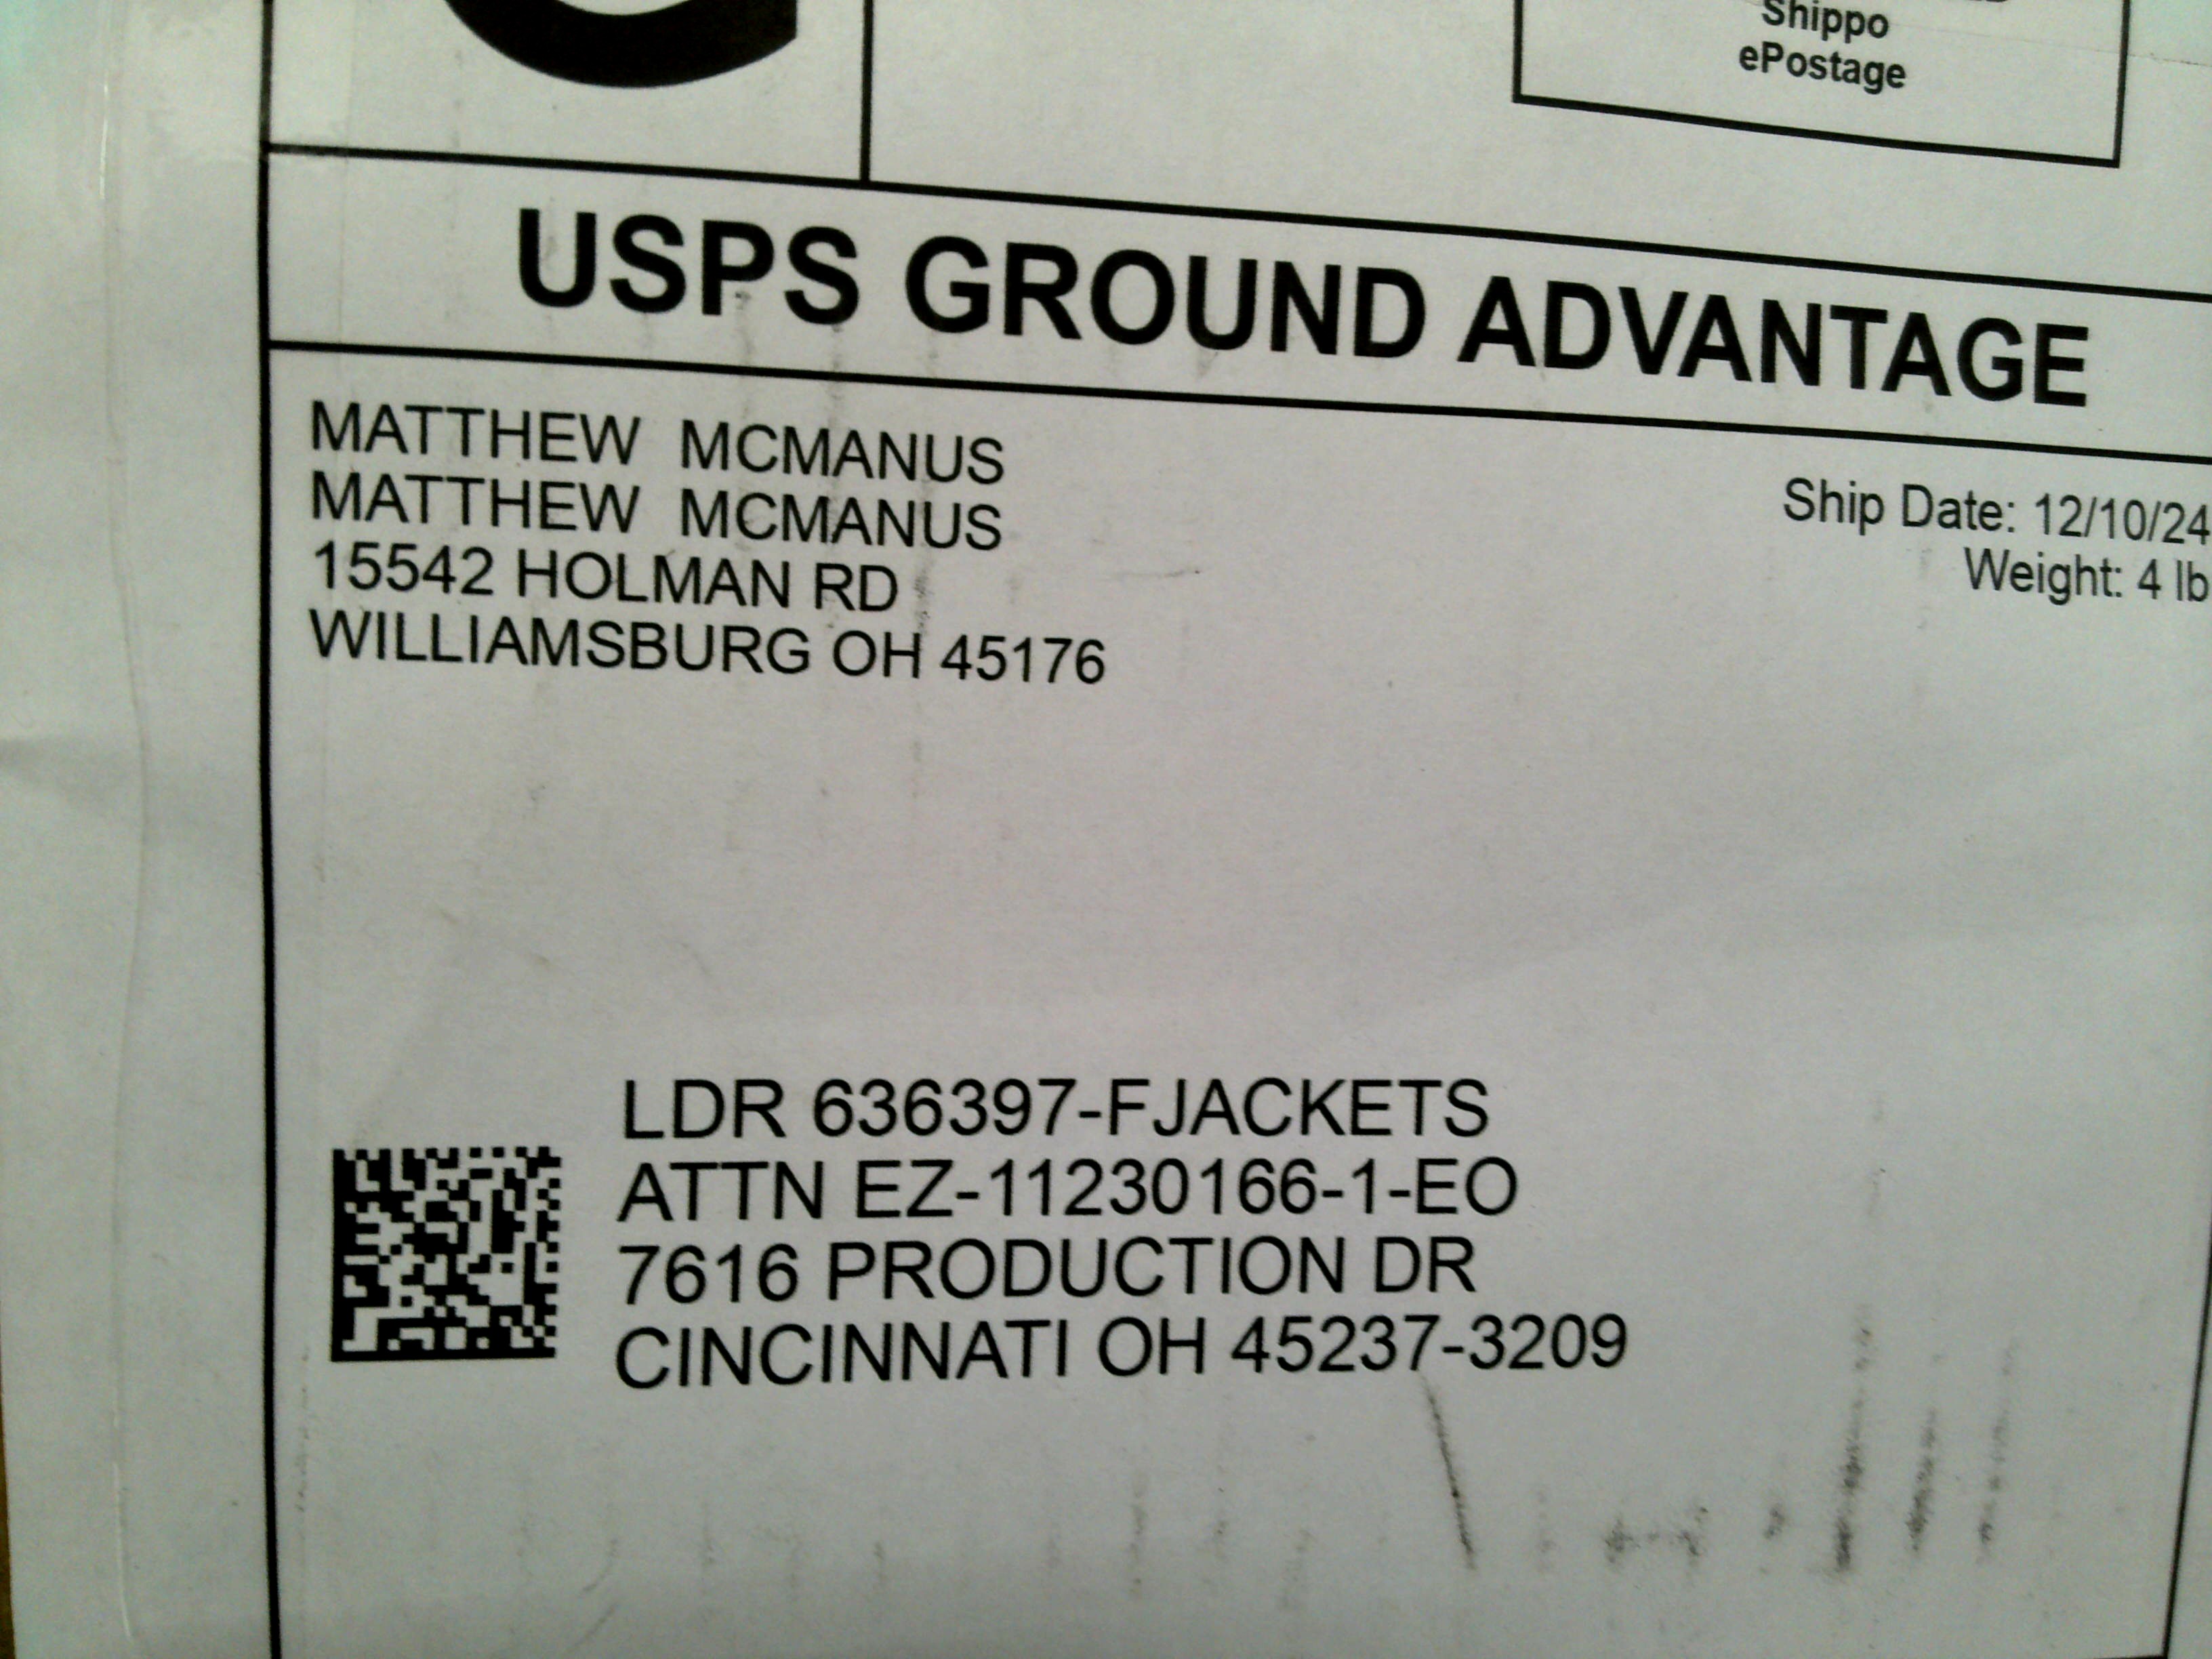 Shippo
ePostage
USPS GROUND ADVANTAGE
MATTHEW MCMANUS
MATTHEW MCMANUS
15542 HOLMAN RD
WILLIAMSBURG OH 45176
Ship Date: 12/10/24
Weight: 4 lb
LDR 636397-FJACKETS
ATTN EZ-11230166-1-EO
7616 PRODUCTION DR
CINCINNATI OH 45237-3209